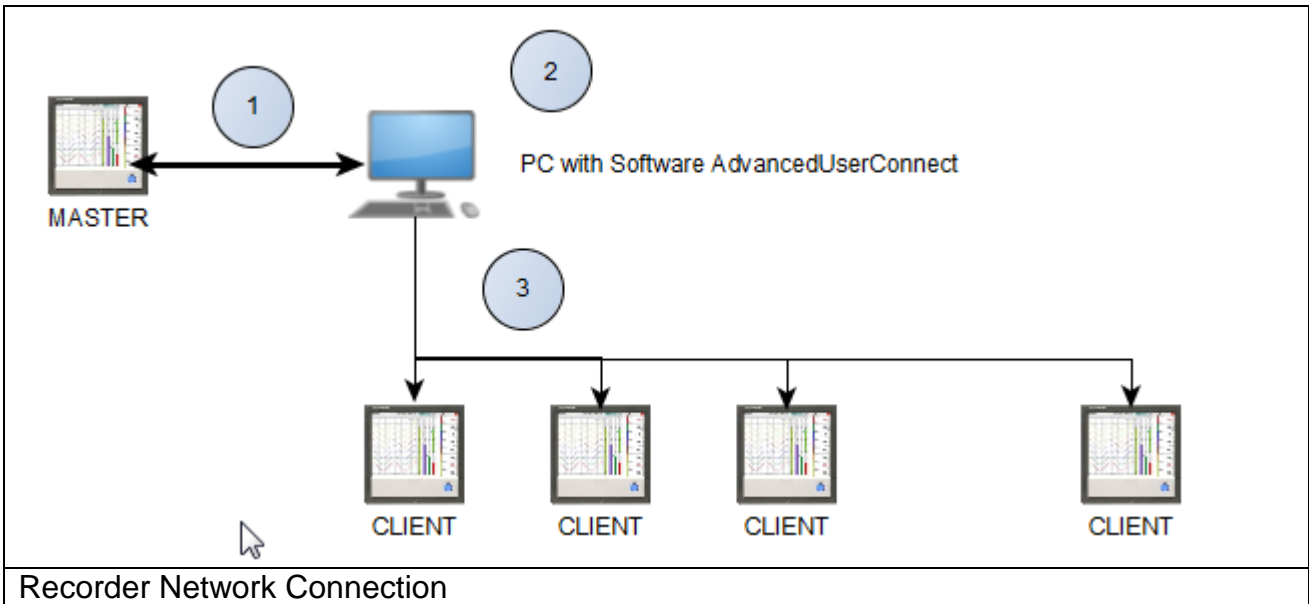 2
1
PC with Software AdvancedUserConnect
MASTER
3
CLIENT CLIENT CLIENT CLIENT
Recorder Network Connection